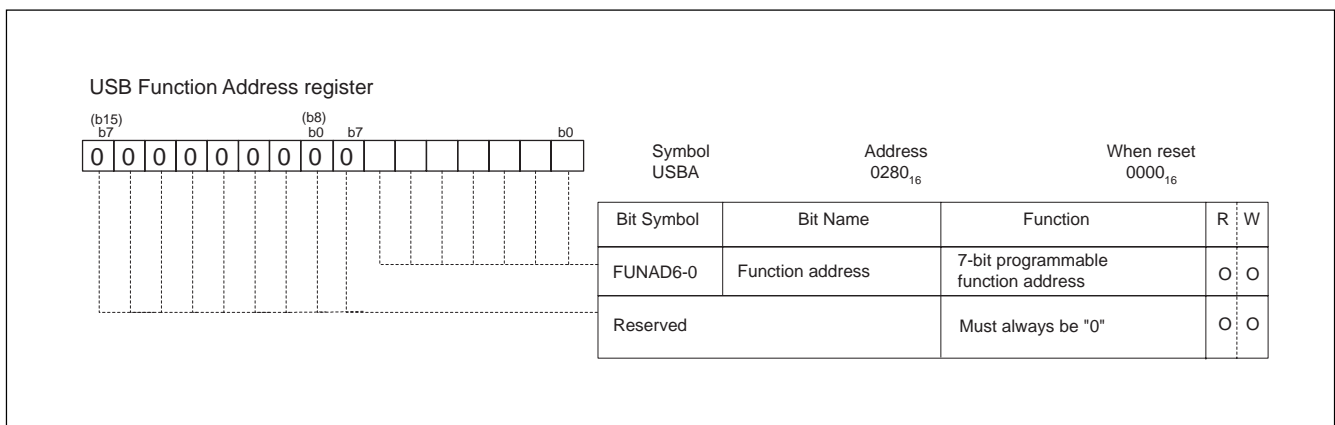 USB Function Address register
(b15) (b8)
b7 b0 b7 b0
0 0 0 0 0 0 0 0 0
Symbol Address When reset
USBA 0280₁₆ 0000₁₆
Bit Symbol Bit Name Function R W
FUNAD6-0 Function address 7-bit programmable
function address O O
Reserved Must always be "0" O O